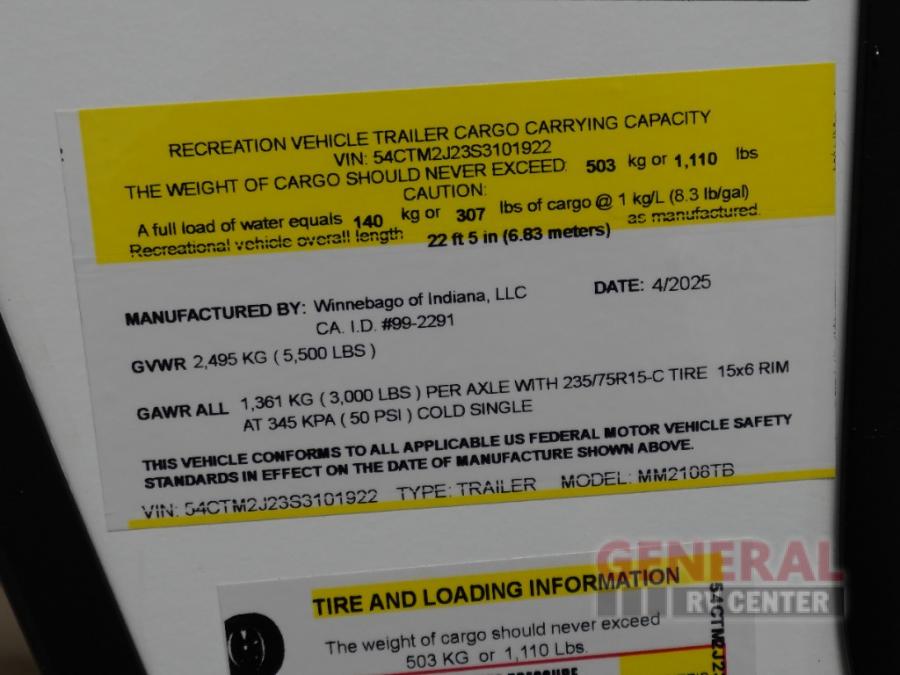 RECREATION VEHICLE TRAILER CARGO CARRYING CAPACITY
VIN: 54CTM2J23S3101922
THE WEIGHT OF CARGO SHOULD NEVER EXCEED: 503 kg or 1,110 lbs
CAUTION:
A full load of water equals 140 kg or 307 lbs of cargo @ 1 kg/L (8.3 lb/gal)
Recreational vehicle overall length 22 ft 5 in (6.83 meters) as manufactured.
MANUFACTURED BY: Winnebago of Indiana, LLC DATE: 4/2025
CA. I.D. #99-2291
GVWR 2,495 KG ( 5,500 LBS )
GAWR ALL 1,361 KG ( 3,000 LBS ) PER AXLE WITH 235/75R15-C TIRE 15x6 RIM
AT 345 KPA ( 50 PSI ) COLD SINGLE
THIS VEHICLE CONFORMS TO ALL APPLICABLE US FEDERAL MOTOR VEHICLE SAFETY
STANDARDS IN EFFECT ON THE DATE OF MANUFACTURE SHOWN ABOVE.
VIN: 54CTM2J23S3101922 TYPE: TRAILER MODEL: MM2108TB
TIRE AND LOADING INFORMATION
The weight of cargo should never exceed
503 KG or 1,110 Lbs.
54CTM2J2
GENERAL
RV CENTER